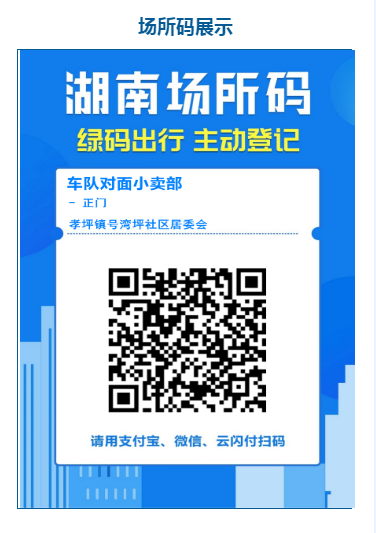 场所码展示
湖南场所码
绿码出行 主动登记
车队对面小卖部
- 正门
孝坪镇号湾坪社区居委会
请用支付宝、微信、云闪付扫码